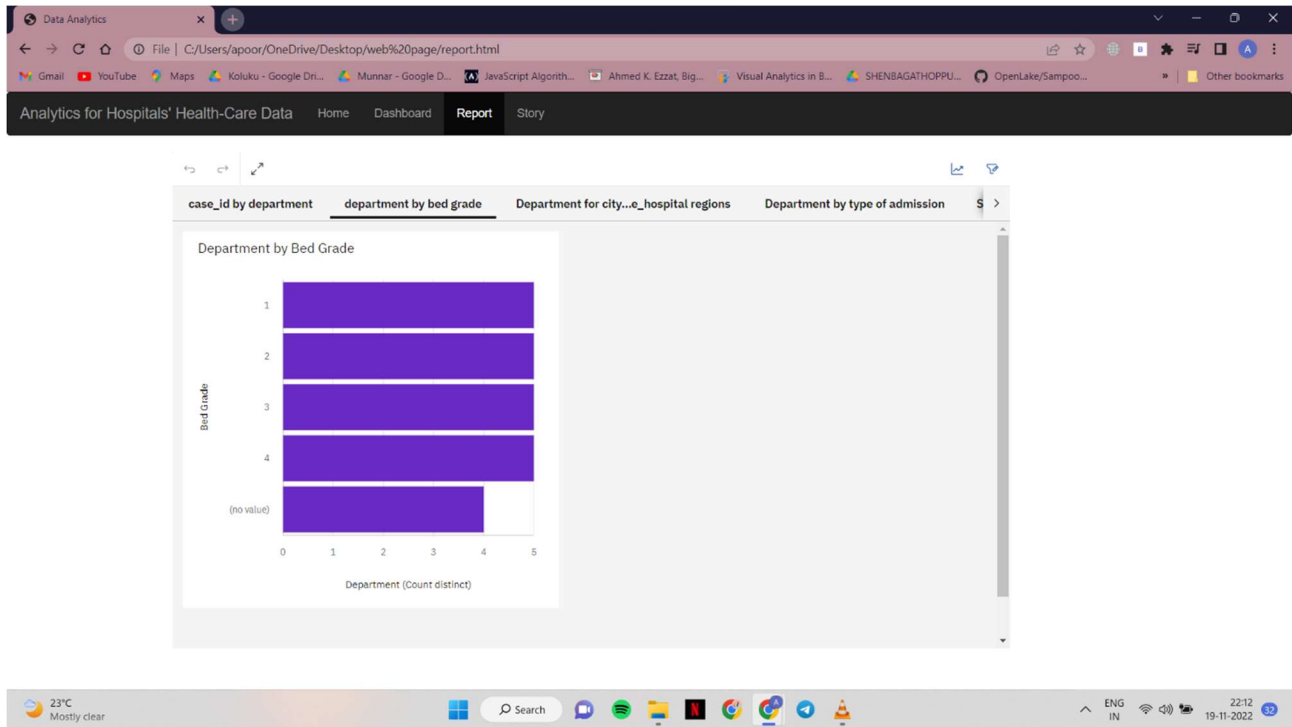 Data Analytics
File | C:/Users/apoor/OneDrive/Desktop/web%20page/report.html
A
Gmail YouTube Maps Koluku - Google Dri... Munnar - Google D... JavaScript Algorith... Ahmed K. Ezzat, Big... Visual Analytics in B... SHENBAGATHOPPU... OpenLake/Sampoo... » Other bookmarks
Analytics for Hospitals' Health-Care Data Home Dashboard Report Story
case_id by department department by bed grade Department for city...e_hospital regions Department by type of admission S
Department by Bed Grade
1
2
3
Bed Grade
4
(no value)
0 1 2 3 4 5
Department (Count distinct)
23°C
Mostly clear
Search
ENG
IN
22:12
19-11-2022
32